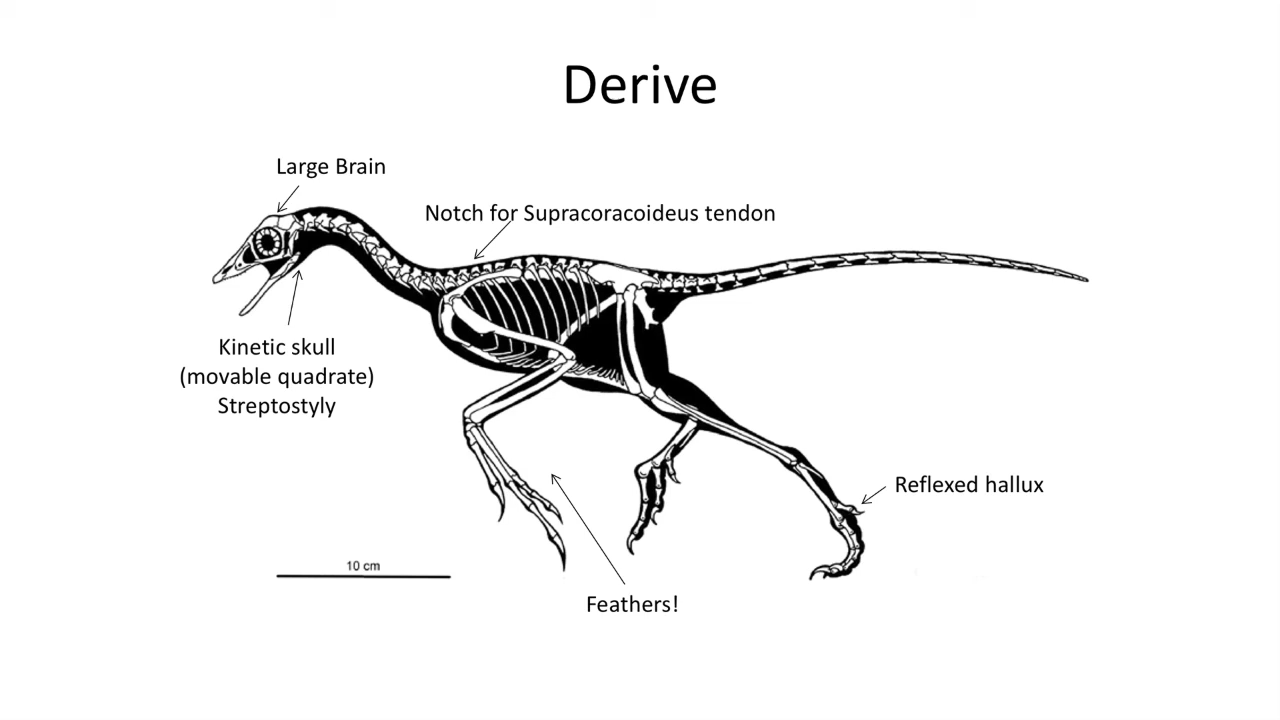 Derive
Large Brain
Notch for Supracoracoideus tendon
Kinetic skull
(movable quadrate)
Streptostyly
Reflexed hallux
10 cm
Feathers!